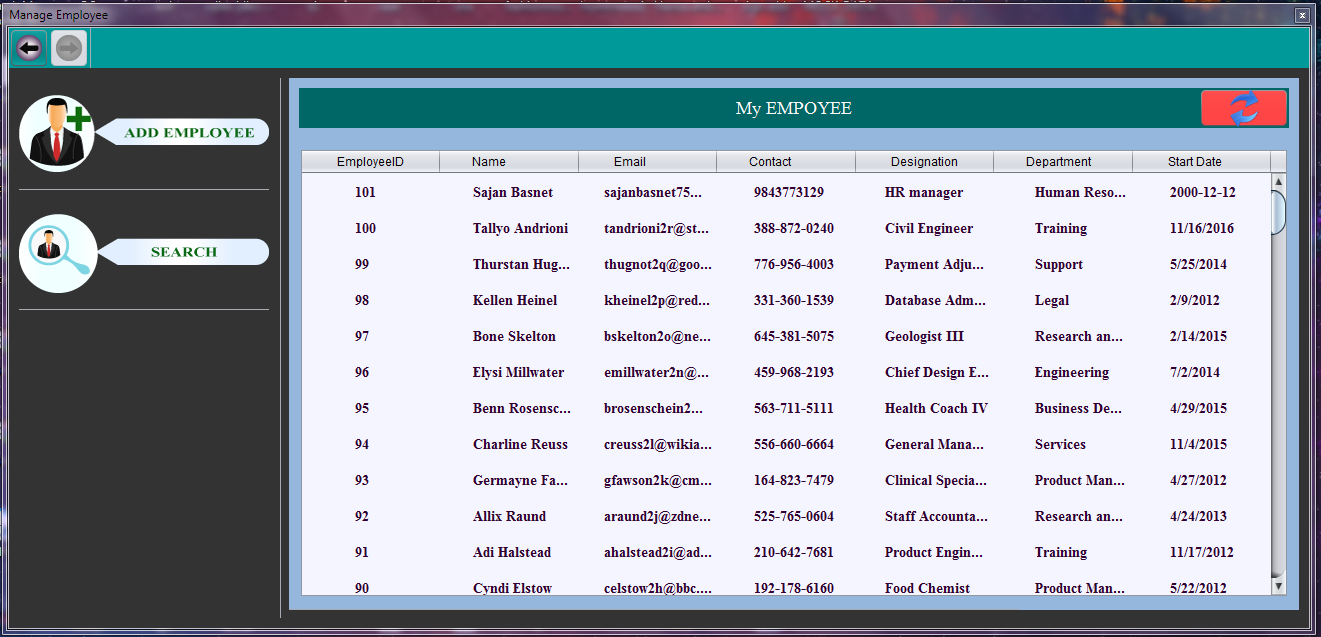 Manage Employee
x
ADD EMPLOYEE
SEARCH
My EMPOYEE
EmployeeID Name Email Contact Designation Department Start Date
101 Sajan Basnet sajanbasnet75... 9843773129 HR manager Human Reso... 2000-12-12
100 Tallyo Andrioni tandrioni2r@st... 388-872-0240 Civil Engineer Training 11/16/2016
99 Thurstan Hug... thugnot2q@goo... 776-956-4003 Payment Adju... Support 5/25/2014
98 Kellen Heinel kheinel2p@red... 331-360-1539 Database Adm... Legal 2/9/2012
97 Bone Skelton bskelton2o@ne... 645-381-5075 Geologist III Research an... 2/14/2015
96 Elysi Millwater emillwater2n@... 459-968-2193 Chief Design E... Engineering 7/2/2014
95 Benn Rosensc... brosenschein2... 563-711-5111 Health Coach IV Business De... 4/29/2015
94 Charline Reuss creuss2l@wikia... 556-660-6664 General Mana... Services 11/4/2015
93 Germayne Fa... gfawson2k@cm... 164-823-7479 Clinical Specia... Product Man... 4/27/2012
92 Allix Raund araund2j@zdne... 525-765-0604 Staff Accounta... Research an... 4/24/2013
91 Adi Halstead ahalstead2i@ad... 210-642-7681 Product Engin... Training 11/17/2012
90 Cyndi Elstow celstow2h@bbc.... 192-178-6160 Food Chemist Product Man... 5/22/2012